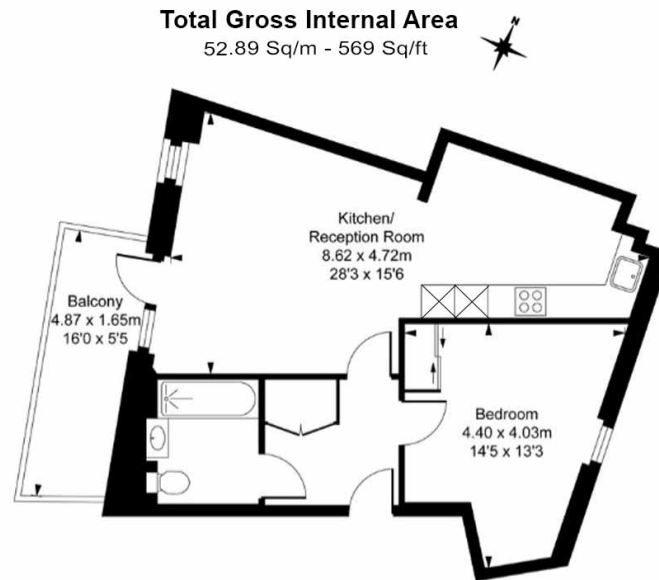 Total Gross Internal Area
52.89 Sq/m - 569 Sq/ft
N
Kitchen/
Reception Room
8.62 x 4.72m
28'3 x 15'6
Balcony
4.87 x 1.65m
16'0 x 5'5
Bedroom
4.40 x 4.03m
14'5 x 13'3